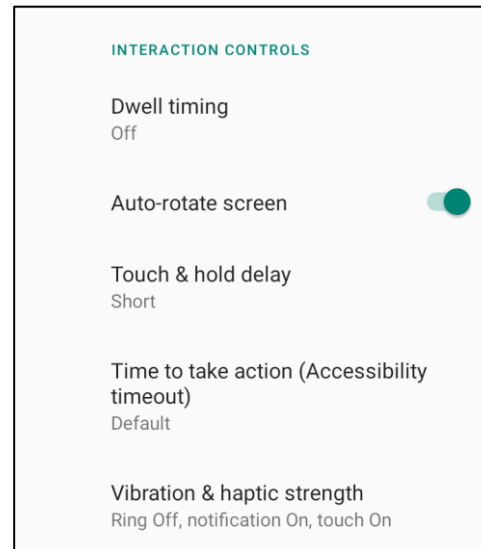 INTERACTION CONTROLS
Dwell timing
Off
Auto-rotate screen
Touch & hold delay
Short
Time to take action (Accessibility
timeout)
Default
Vibration & haptic strength
Ring Off, notification On, touch On